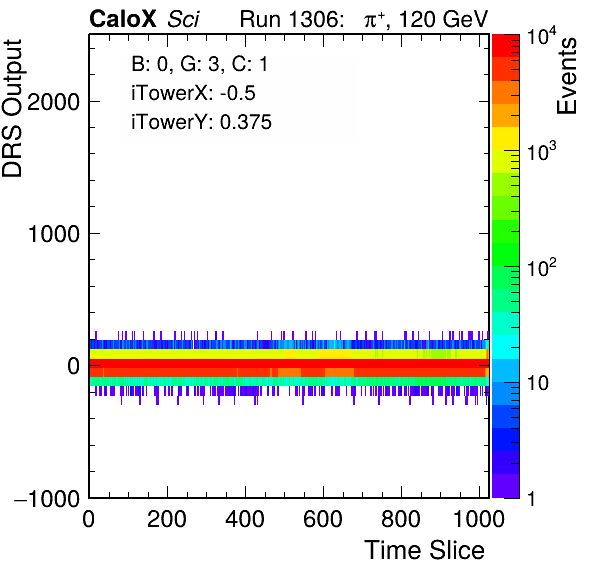 CaloX Sci Run 1306: π⁺, 120 GeV
B: 0, G: 3, C: 1
iTowerX: -0.5
iTowerY: 0.375
DRS Output
2000
1000
0
−1000
0 200 400 600 800 1000
Time Slice
Events
10⁴
10³
10²
10
1